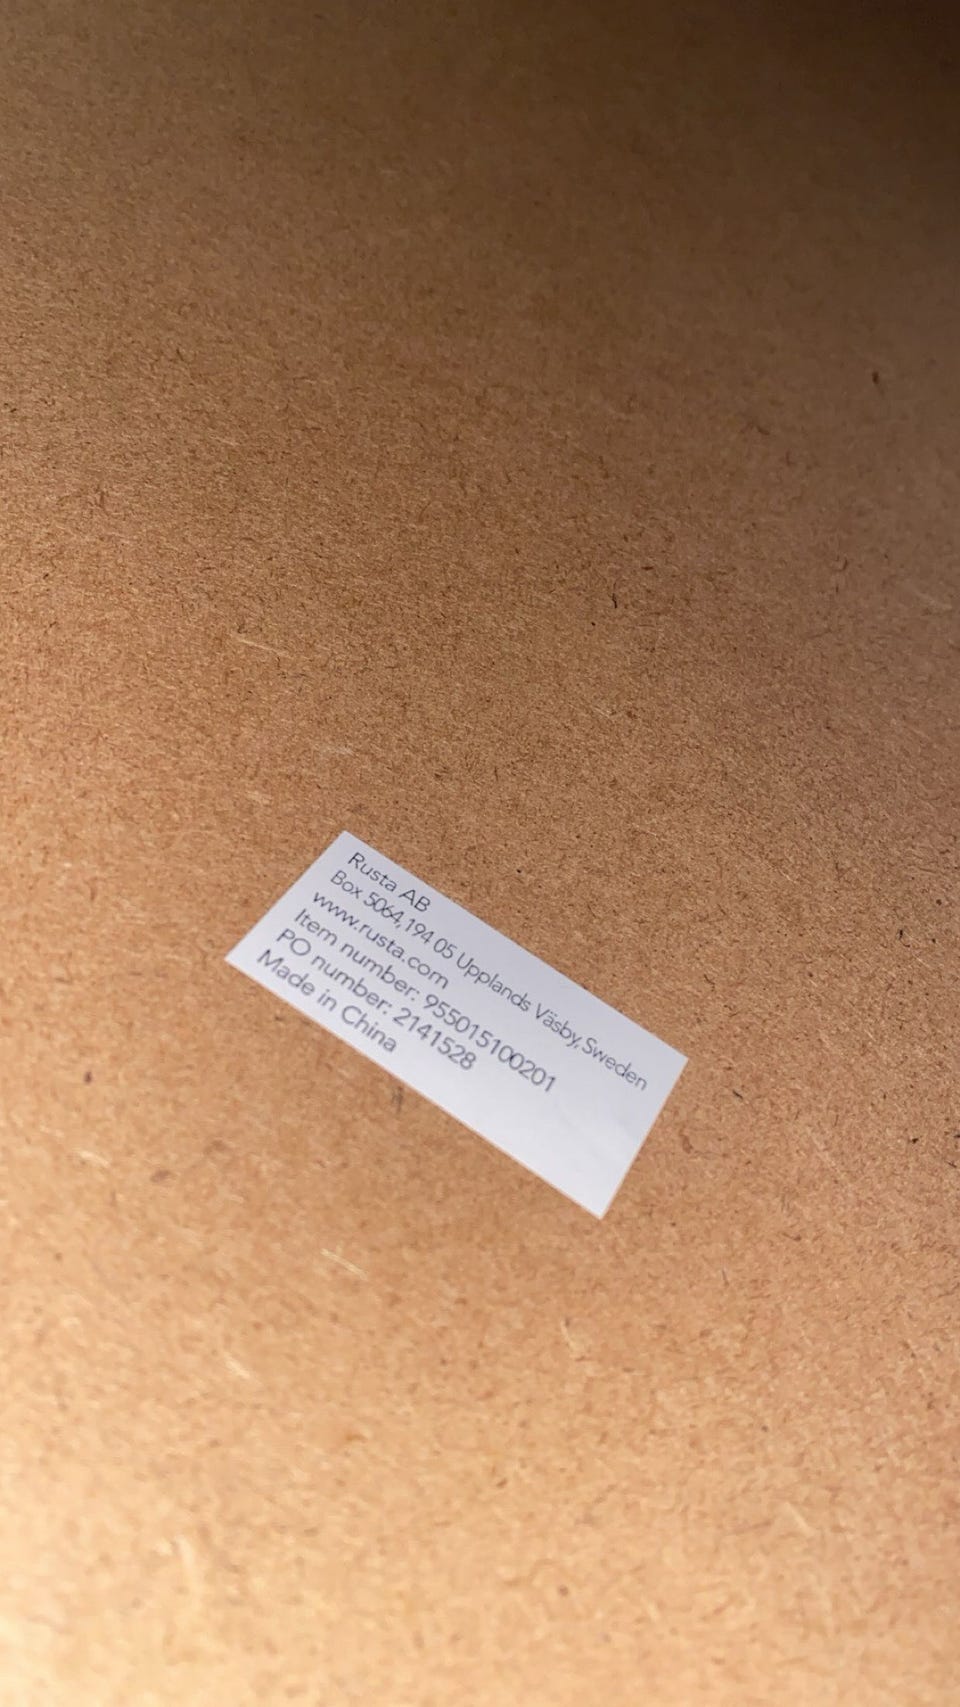 Rusta AB
Box 5064,194 05 Upplands Väsby,Sweden
www.rusta.com
Item number: 955015100201
PO number: 2141528
Made in China